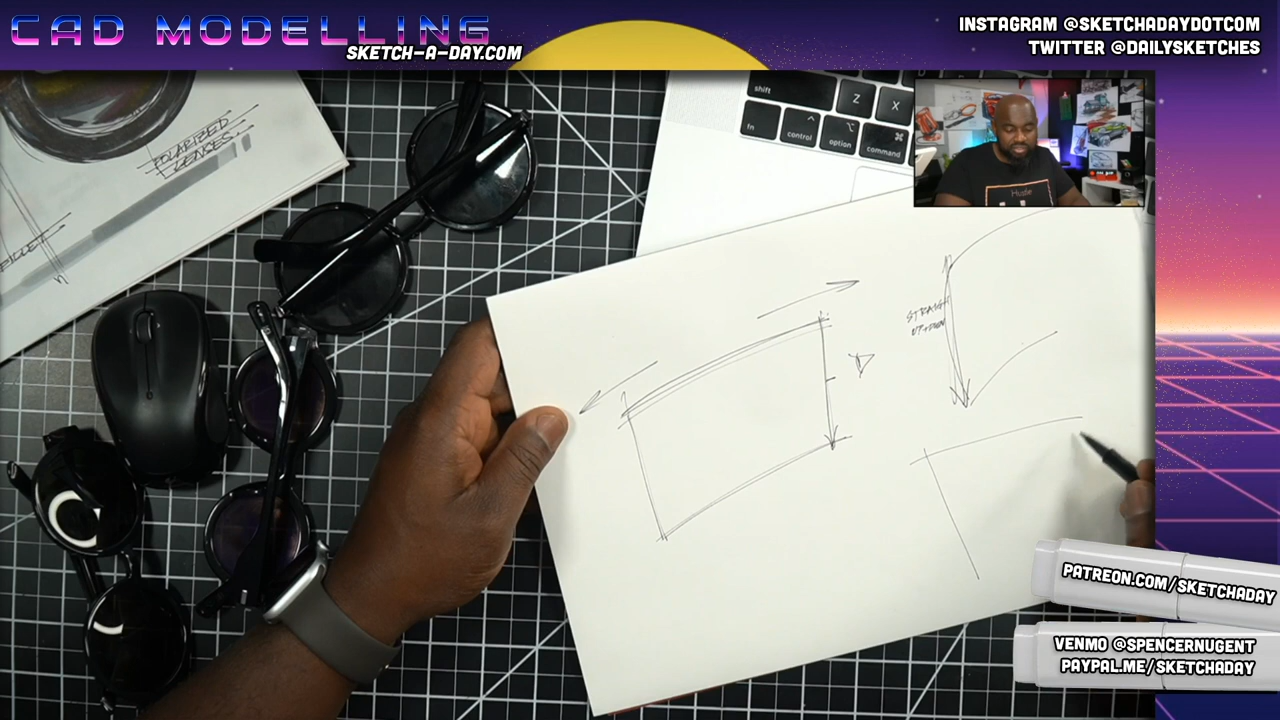 CAD MODELLING
SKETCH-A-DAY.COM
INSTAGRAM @SKETCHADAYDOTCOM
TWITTER @DAILYSKETCHES
POLARIZED
LENSES
shift
Z
X
fn
control
option
command
Hustle
STRAIGHT
UP+DOWN
PATREON.COM/SKETCHADAY
VENMO @SPENCERNUGENT
PAYPAL.ME/SKETCHADAY